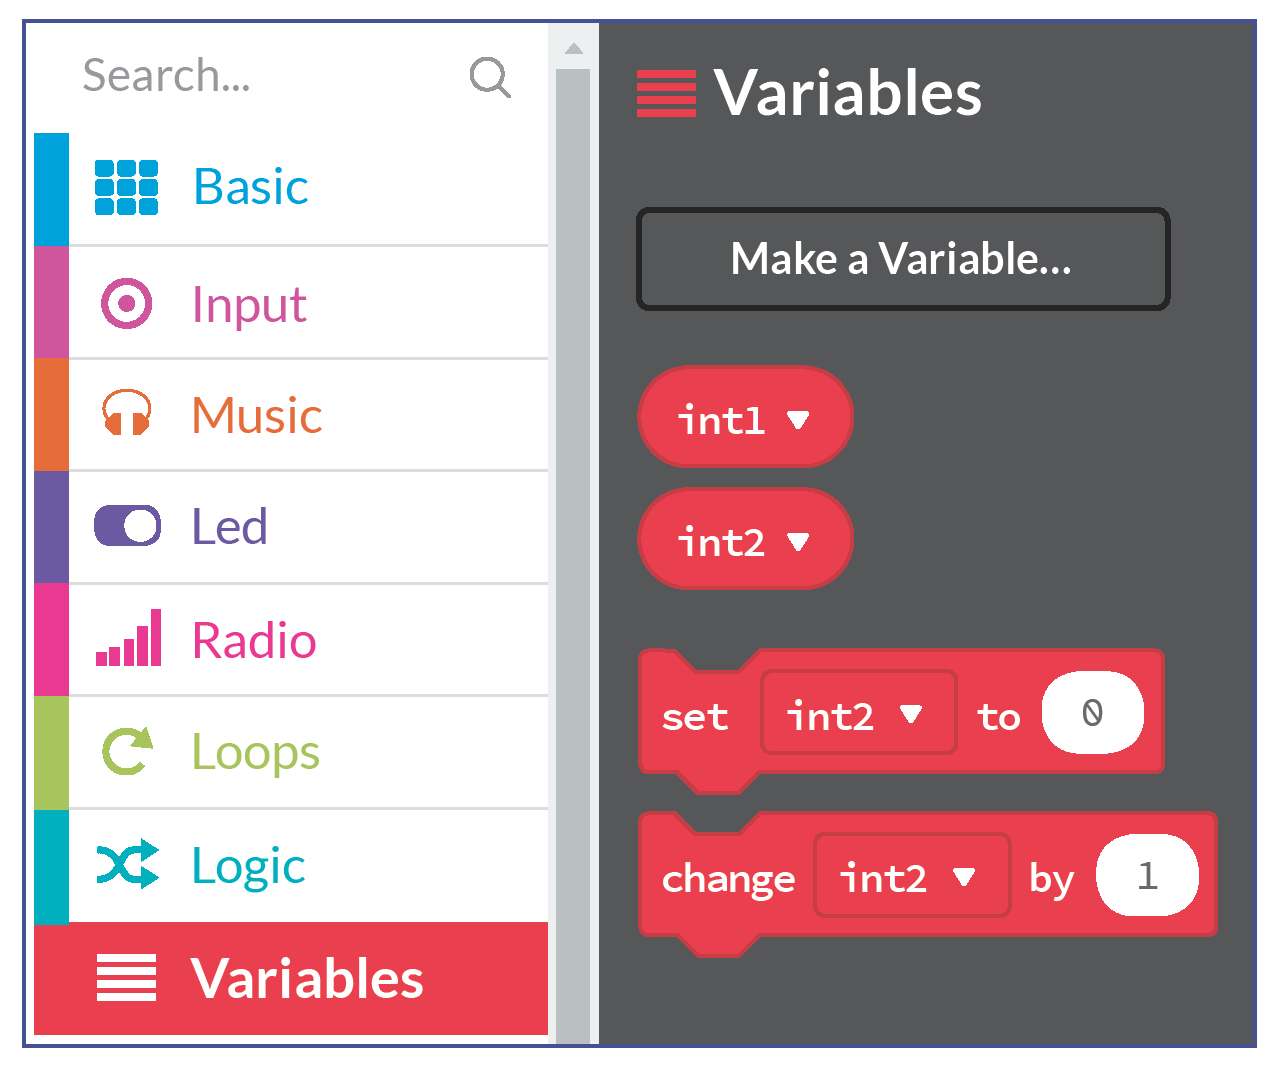 Search...
Basic
Input
Music
Led
Radio
Loops
Logic
Variables
Variables
Make a Variable...
int1
int2
set int2 to 0
change int2 by 1